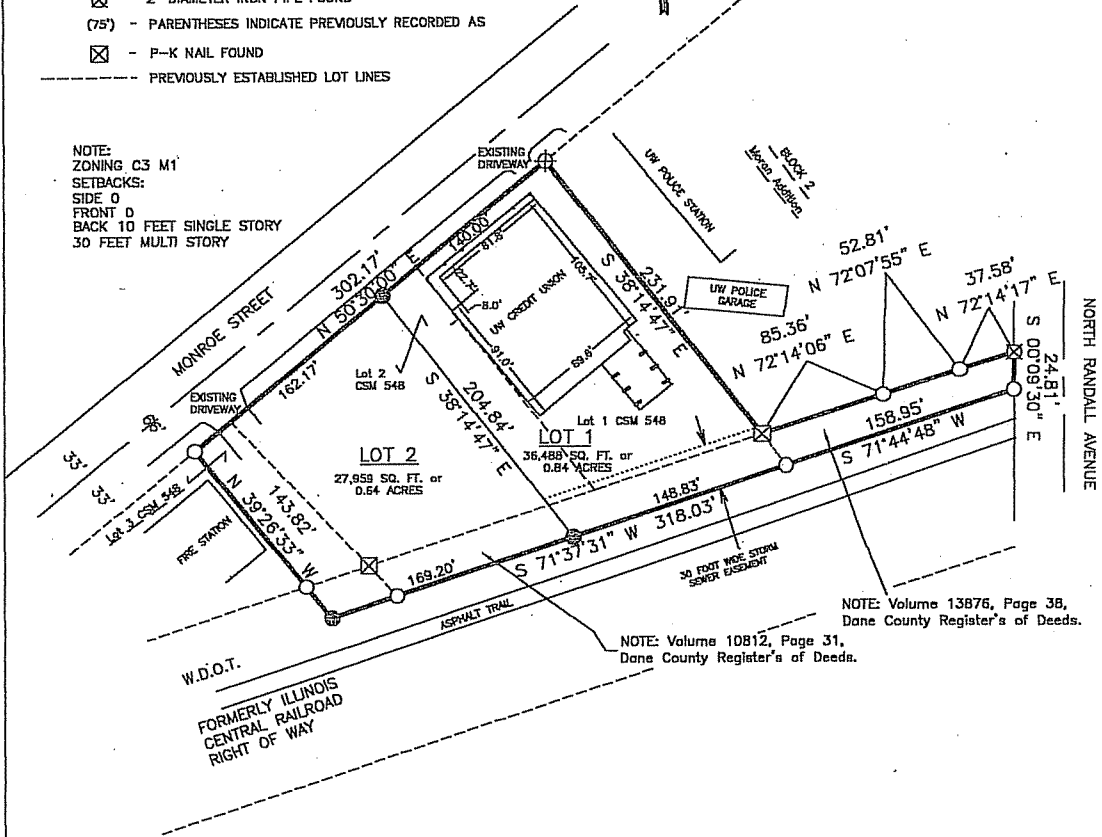 2" DIAMETER IRON PIPE FOUND
(75') - PARENTHESES INDICATE PREVIOUSLY RECORDED AS
- P-K NAIL FOUND
- PREVIOUSLY ESTABLISHED LOT LINES
NOTE:
ZONING C3 M1
SETBACKS:
SIDE 0
FRONT 0
BACK 10 FEET SINGLE STORY
30 FEET MULTI STORY
EXISTING
DRIVEWAY
UW POLICE STATION
BLOCK 2
Moran Addition
MONROE STREET
302.17'
N 50°30'00" E
140.00'
81.8'
105.7'
22.7'
8.0'
UW CREDIT UNION
91.0'
69.6'
231.91'
S 38°14'47" E
UW POLICE
GARAGE
52.81'
N 72°07'55" E
37.58'
N 72°14'17" E
85.36'
N 72°14'06" E
S 00°09'30" E
24.81'
NORTH RANDALL AVENUE
162.17'
EXISTING
DRIVEWAY
66'
33'
33'
Lot 2
CSM 548
204.84'
S 38°14'47" E
Lot 1 CSM 548
LOT 1
36,488 SQ. FT. or
0.84 ACRES
LOT 2
27,959 SQ. FT. or
0.64 ACRES
158.95'
S 71°44'48" W
148.83'
318.03'
S 71°37'31" W
169.20'
Lot 3 CSM 548
FIRE STATION
143.82'
N 39°26'33" W
30 FOOT WIDE STORM
SEWER EASEMENT
ASPHALT TRAIL
NOTE: Volume 13876, Page 38,
Dane County Register's of Deeds.
NOTE: Volume 10812, Page 31,
Dane County Register's of Deeds.
W.D.O.T.
FORMERLY ILLINOIS
CENTRAL RAILROAD
RIGHT OF WAY